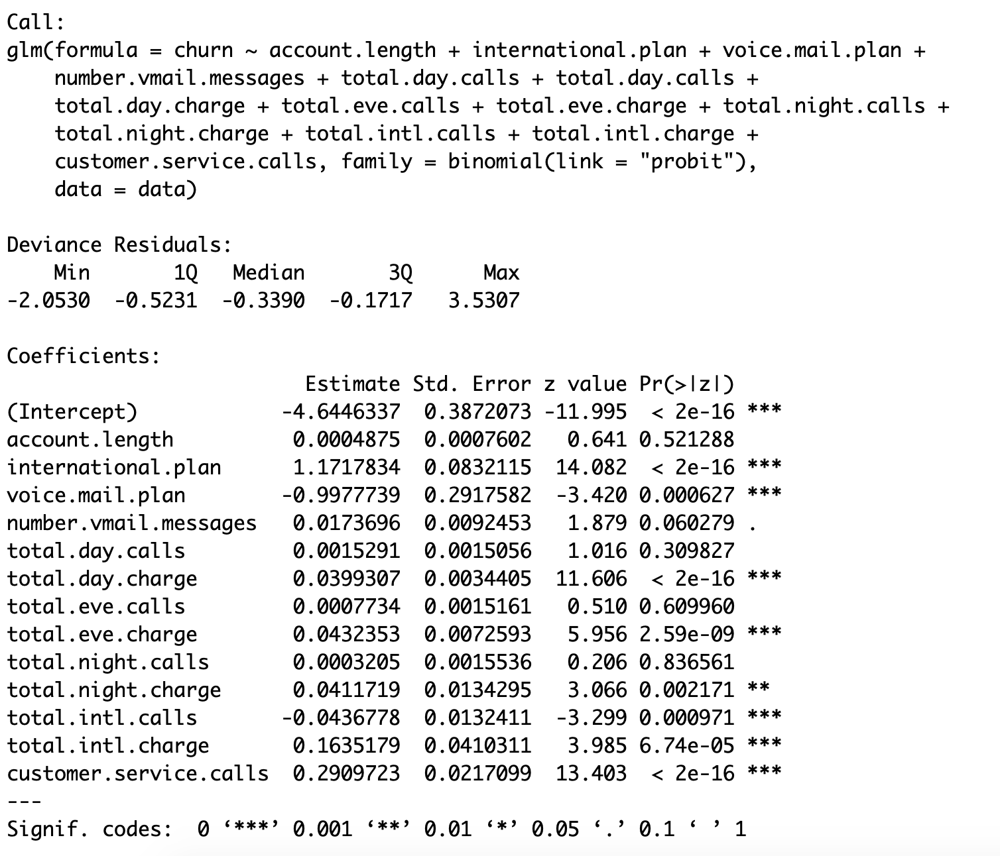 Call:
glm(formula = churn ~ account.length + international.plan + voice.mail.plan +
    number.vmail.messages + total.day.calls + total.day.calls +
    total.day.charge + total.eve.calls + total.eve.charge + total.night.calls +
    total.night.charge + total.intl.calls + total.intl.charge +
    customer.service.calls, family = binomial(link = "probit"),
    data = data)

Deviance Residuals:
    Min       1Q   Median       3Q      Max
-2.0530  -0.5231  -0.3390  -0.1717   3.5307

Coefficients:
                         Estimate Std. Error z value Pr(>|z|)
(Intercept)            -4.6446337  0.3872073 -11.995  < 2e-16 ***
account.length          0.0004875  0.0007602   0.641 0.521288
international.plan      1.1717834  0.0832115  14.082  < 2e-16 ***
voice.mail.plan        -0.9977739  0.2917582  -3.420 0.000627 ***
number.vmail.messages   0.0173696  0.0092453   1.879 0.060279 .
total.day.calls         0.0015291  0.0015056   1.016 0.309827
total.day.charge        0.0399307  0.0034405  11.606  < 2e-16 ***
total.eve.calls         0.0007734  0.0015161   0.510 0.609960
total.eve.charge        0.0432353  0.0072593   5.956 2.59e-09 ***
total.night.calls       0.0003205  0.0015536   0.206 0.836561
total.night.charge      0.0411719  0.0134295   3.066 0.002171 **
total.intl.calls       -0.0436778  0.0132411  -3.299 0.000971 ***
total.intl.charge       0.1635179  0.0410311   3.985 6.74e-05 ***
customer.service.calls  0.2909723  0.0217099  13.403  < 2e-16 ***
---
Signif. codes:  0 ‘***’ 0.001 ‘**’ 0.01 ‘*’ 0.05 ‘.’ 0.1 ‘ ’ 1